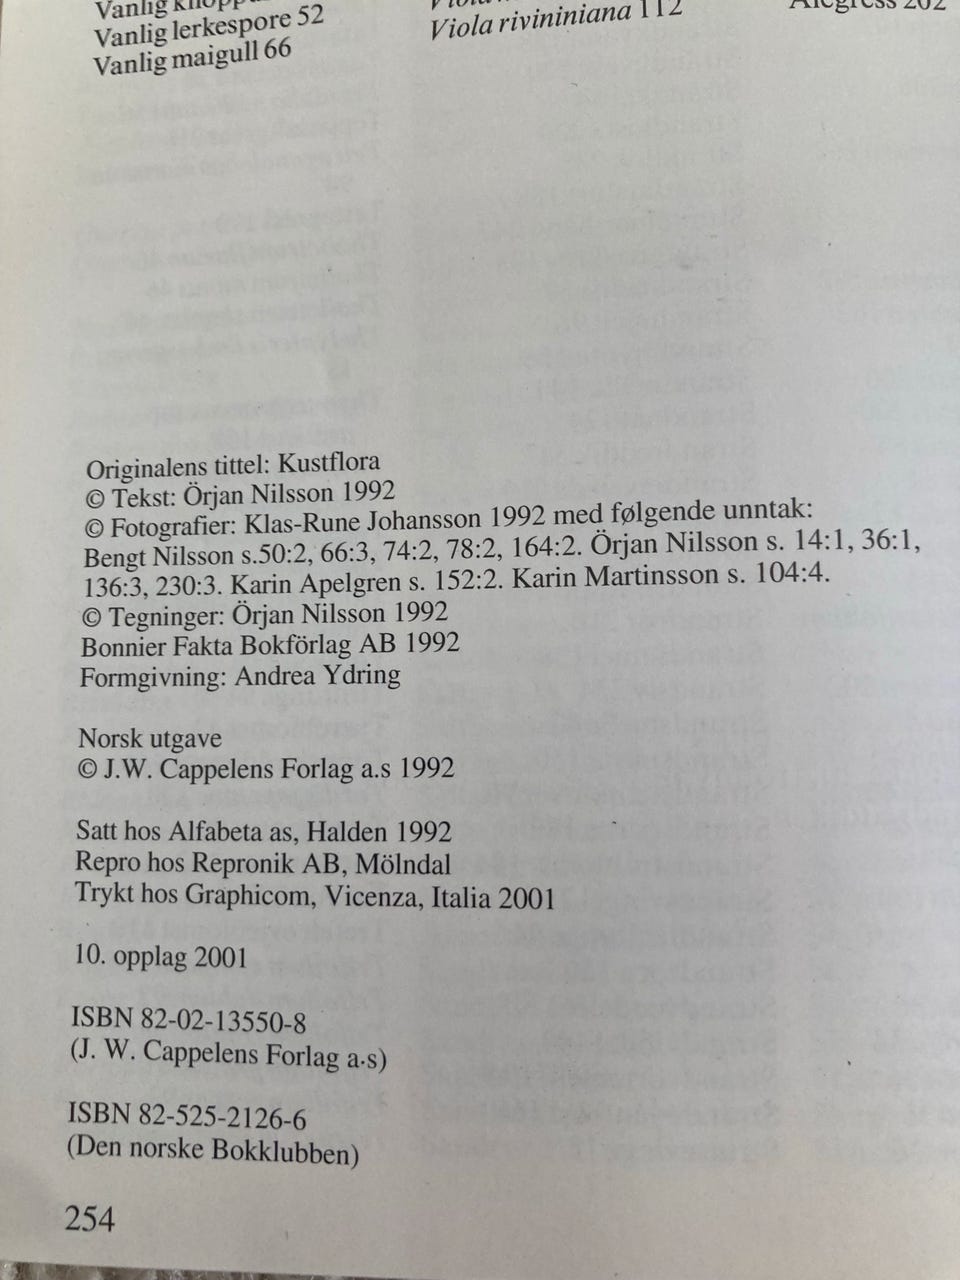 Vanlig
Vanlig lerkespore 52
Vanlig maigull 66
Viola rivininiana 112
Ålegress 202
Originalens tittel: Kustflora
© Tekst: Örjan Nilsson 1992
© Fotografier: Klas-Rune Johansson 1992 med følgende unntak:
Bengt Nilsson s.50:2, 66:3, 74:2, 78:2, 164:2. Örjan Nilsson s. 14:1, 36:1,
136:3, 230:3. Karin Apelgren s. 152:2. Karin Martinsson s. 104:4.
© Tegninger: Örjan Nilsson 1992
Bonnier Fakta Bokförlag AB 1992
Formgivning: Andrea Ydring
Norsk utgave
© J.W. Cappelens Forlag a.s 1992
Satt hos Alfabeta as, Halden 1992
Repro hos Repronik AB, Mölndal
Trykt hos Graphicom, Vicenza, Italia 2001
10. opplag 2001
ISBN 82-02-13550-8
(J. W. Cappelens Forlag a·s)
ISBN 82-525-2126-6
(Den norske Bokklubben)
254